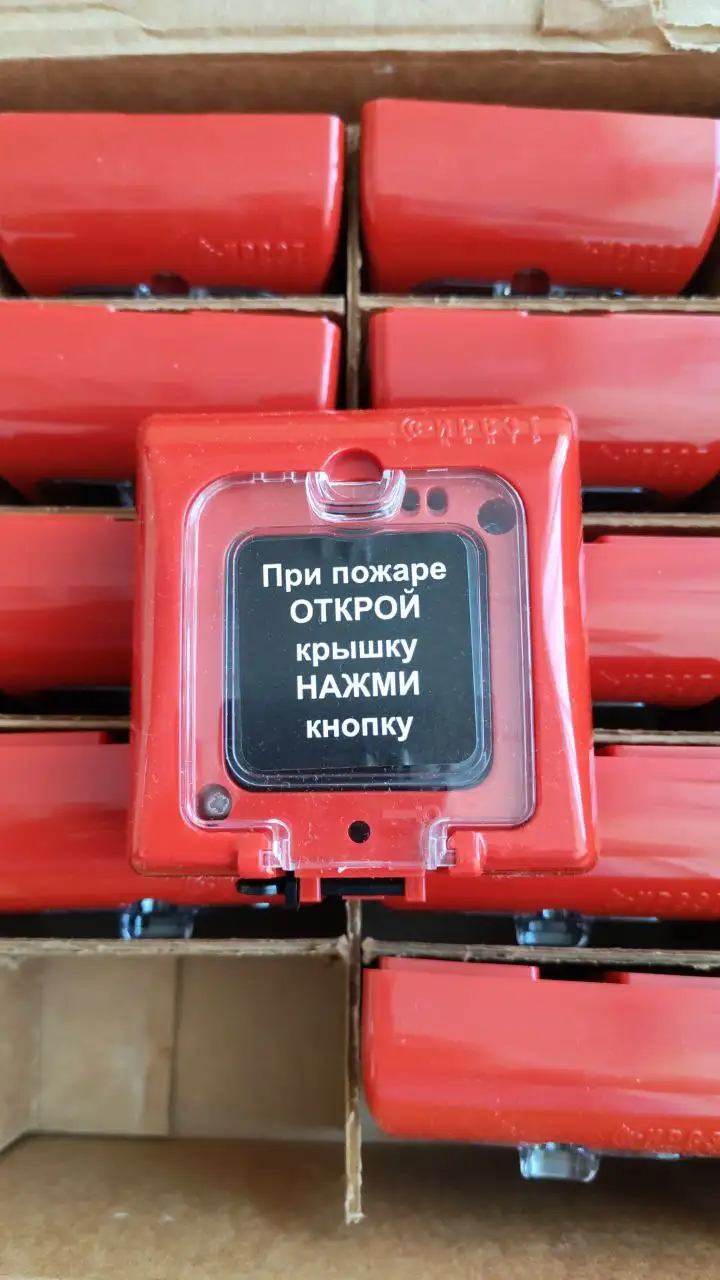 При пожаре
ОТКРОЙ
крышку
НАЖМИ
кнопку